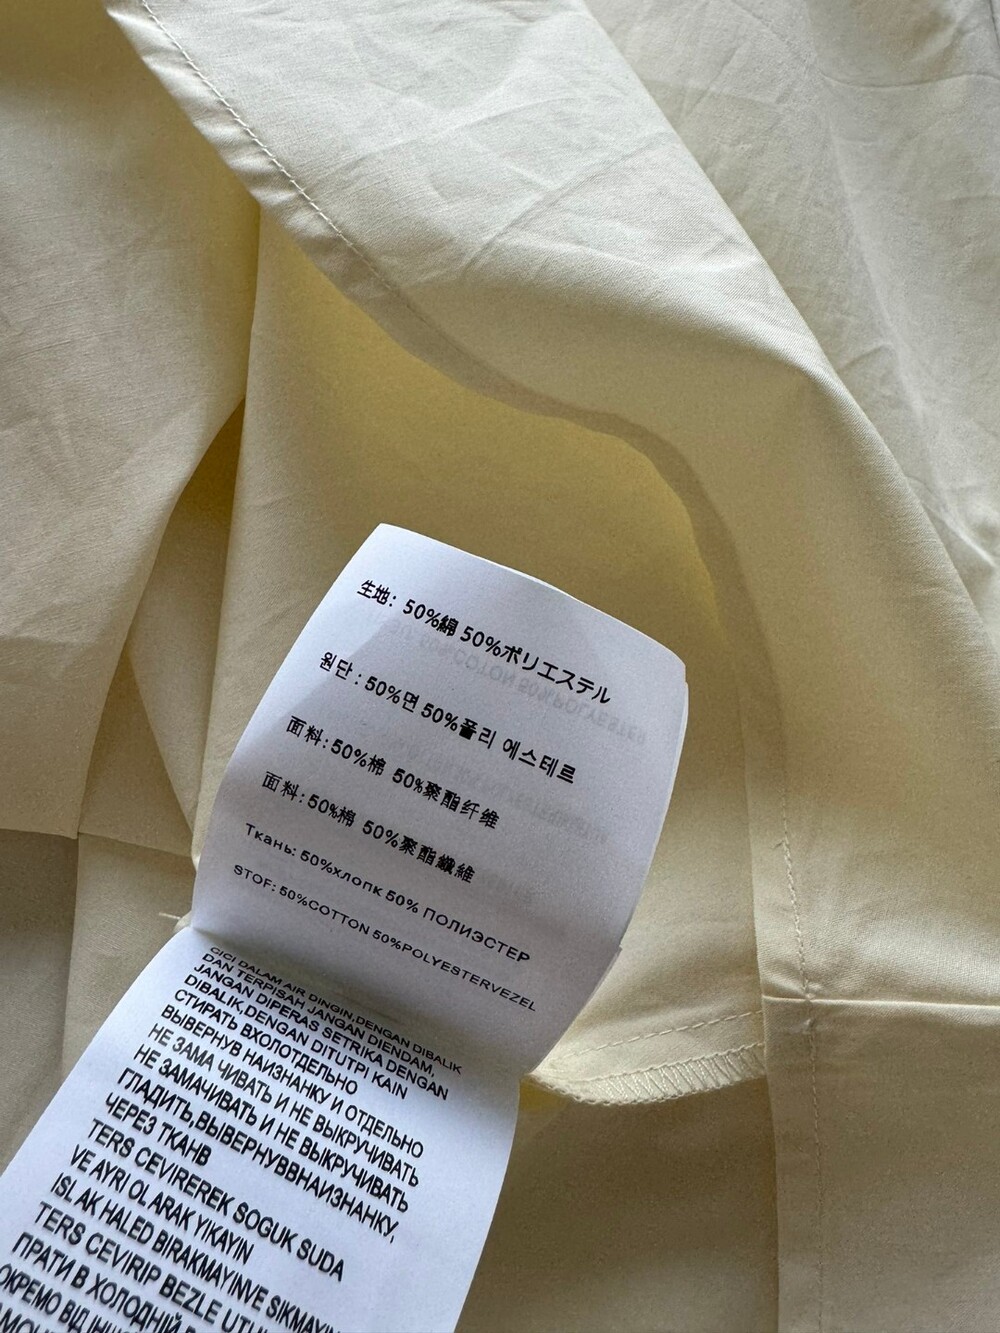 生地: 50%綿 50%ポリエステル
원단 : 50%면 50%폴리 에스테르
面料: 50%棉 50%聚酯纤维
面料: 50%棉 50%聚酯纖維
Ткань: 50%хлопк 50% ПОЛИЭСТЕР
STOF: 50%COTTON 50%POLYESTERVEZEL
CICI DALAM AIR DINGIN,DENGAN DIBALIK
DAN TERPISAH JANGAN DIENDAM,
JANGAN DIPERAS SETRIKA DENGAN
DIBALIK,DENGAN DITUTPI KAIN
СТИРАТЬ ВХОЛОТДЕЛЬНО
ВЫВЕРНУВ НАИЗНАНКУ И ОТДЕЛЬНО
НЕ ЗАМА ЧИВАТЬ И НЕ ВЫКРУЧИВАТЬ
НЕ ЗАМАЧИВАТЬ И НЕ ВЫКРУЧИВАТЬ
ГЛАДИТЬ,ВЫВЕРНУВВНАИЗНАНКУ,
ЧЕРЕЗ ТКАНВ
TERS CEVIREREK SOGUK SUDA
VE AYRI OL ARAK YIKAYIN
ISL AK HALED BIRAKMAYINVE SIKMAYIN
TERS CEVIRIP BEZLE UTU
ПРАТИ В ХОЛОДНІЙ
ОКРЕМО ВІД